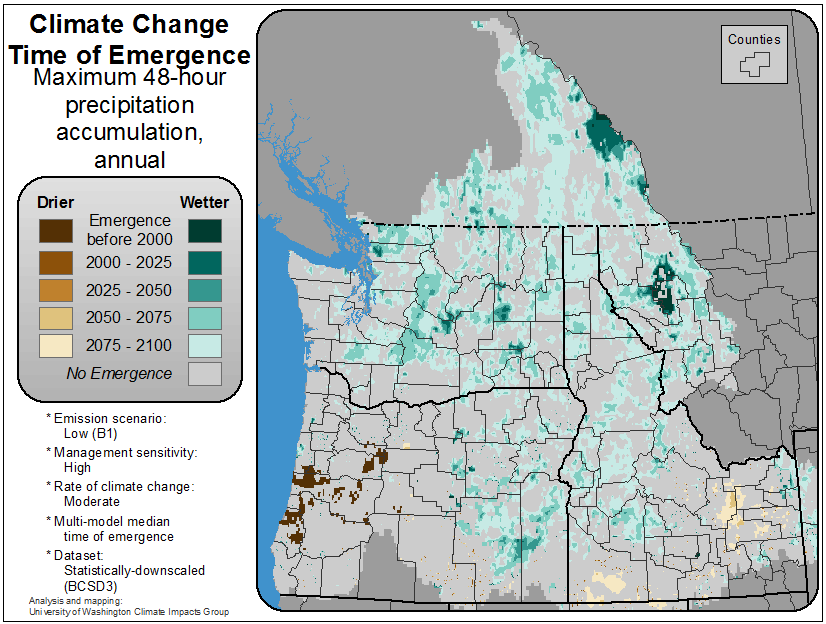 Climate Change
Time of Emergence
Maximum 48-hour
precipitation
accumulation,
annual
Counties
Drier Wetter
Emergence
before 2000
2000 - 2025
2025 - 2050
2050 - 2075
2075 - 2100
No Emergence
* Emission scenario:
Low (B1)
* Management sensitivity:
High
* Rate of climate change:
Moderate
* Multi-model median
time of emergence
* Dataset:
Statistically-downscaled
(BCSD3)
Analysis and mapping:
University of Washington Climate Impacts Group